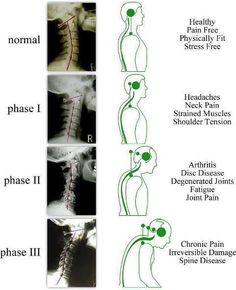 normal
Healthy
Pain Free
Physically Fit
Stress Free
phase I
R
Headaches
Neck Pain
Strained Muscles
Shoulder Tension
phase II
Arthritis
Disc Disease
Degenerated Joints
Fatigue
Joint Pain
phase III
Chronic Pain
Irreversible Damage
Spine Disease